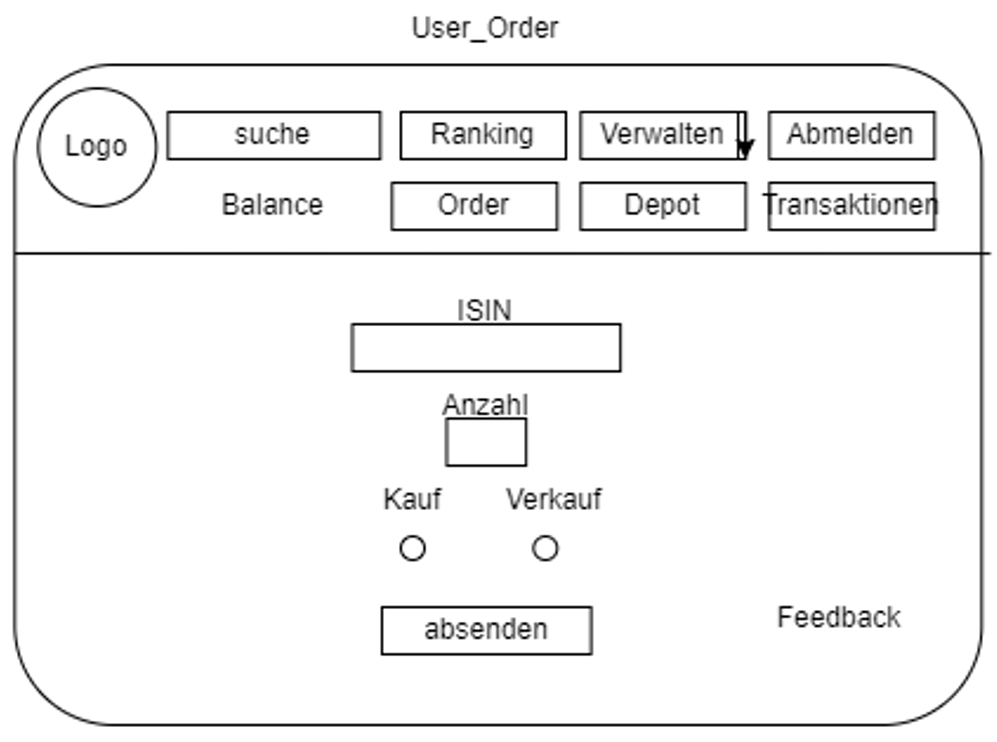 User_Order
Logo
suche
Ranking
Verwalten
Abmelden
Balance
Order
Depot
Transaktionen
ISIN
Anzahl
Kauf
Verkauf
absenden
Feedback